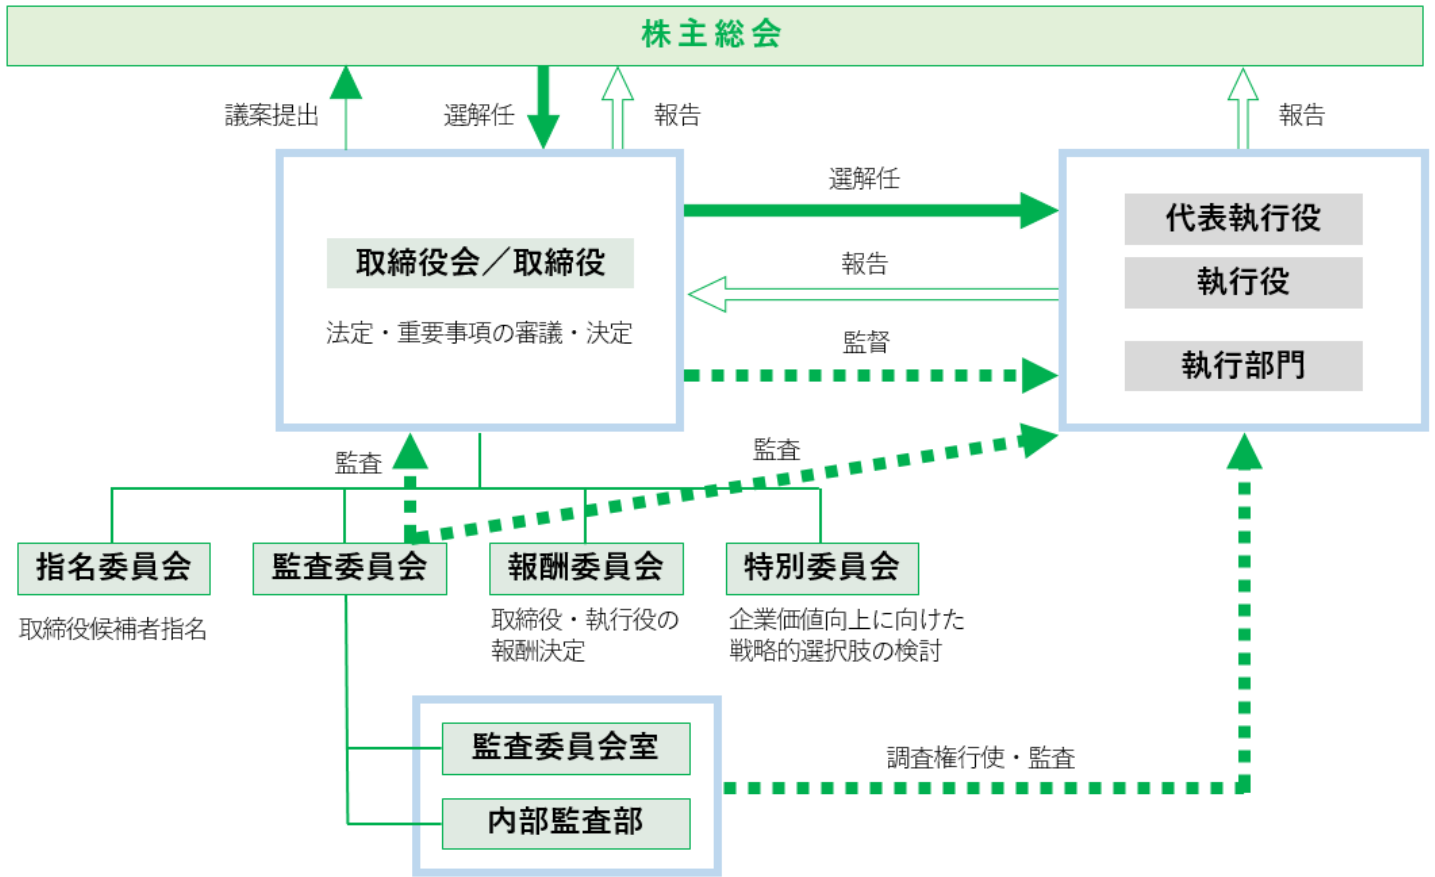 株主総会
議案提出
選解任
報告
報告
選解任
取締役会／取締役
法定・重要事項の審議・決定
報告
監督
代表執行役
執行役
執行部門
監査
監査
指名委員会
取締役候補者指名
監査委員会
報酬委員会
取締役・執行役の
報酬決定
特別委員会
企業価値向上に向けた
戦略的選択肢の検討
監査委員会室
内部監査部
調査権行使・監査